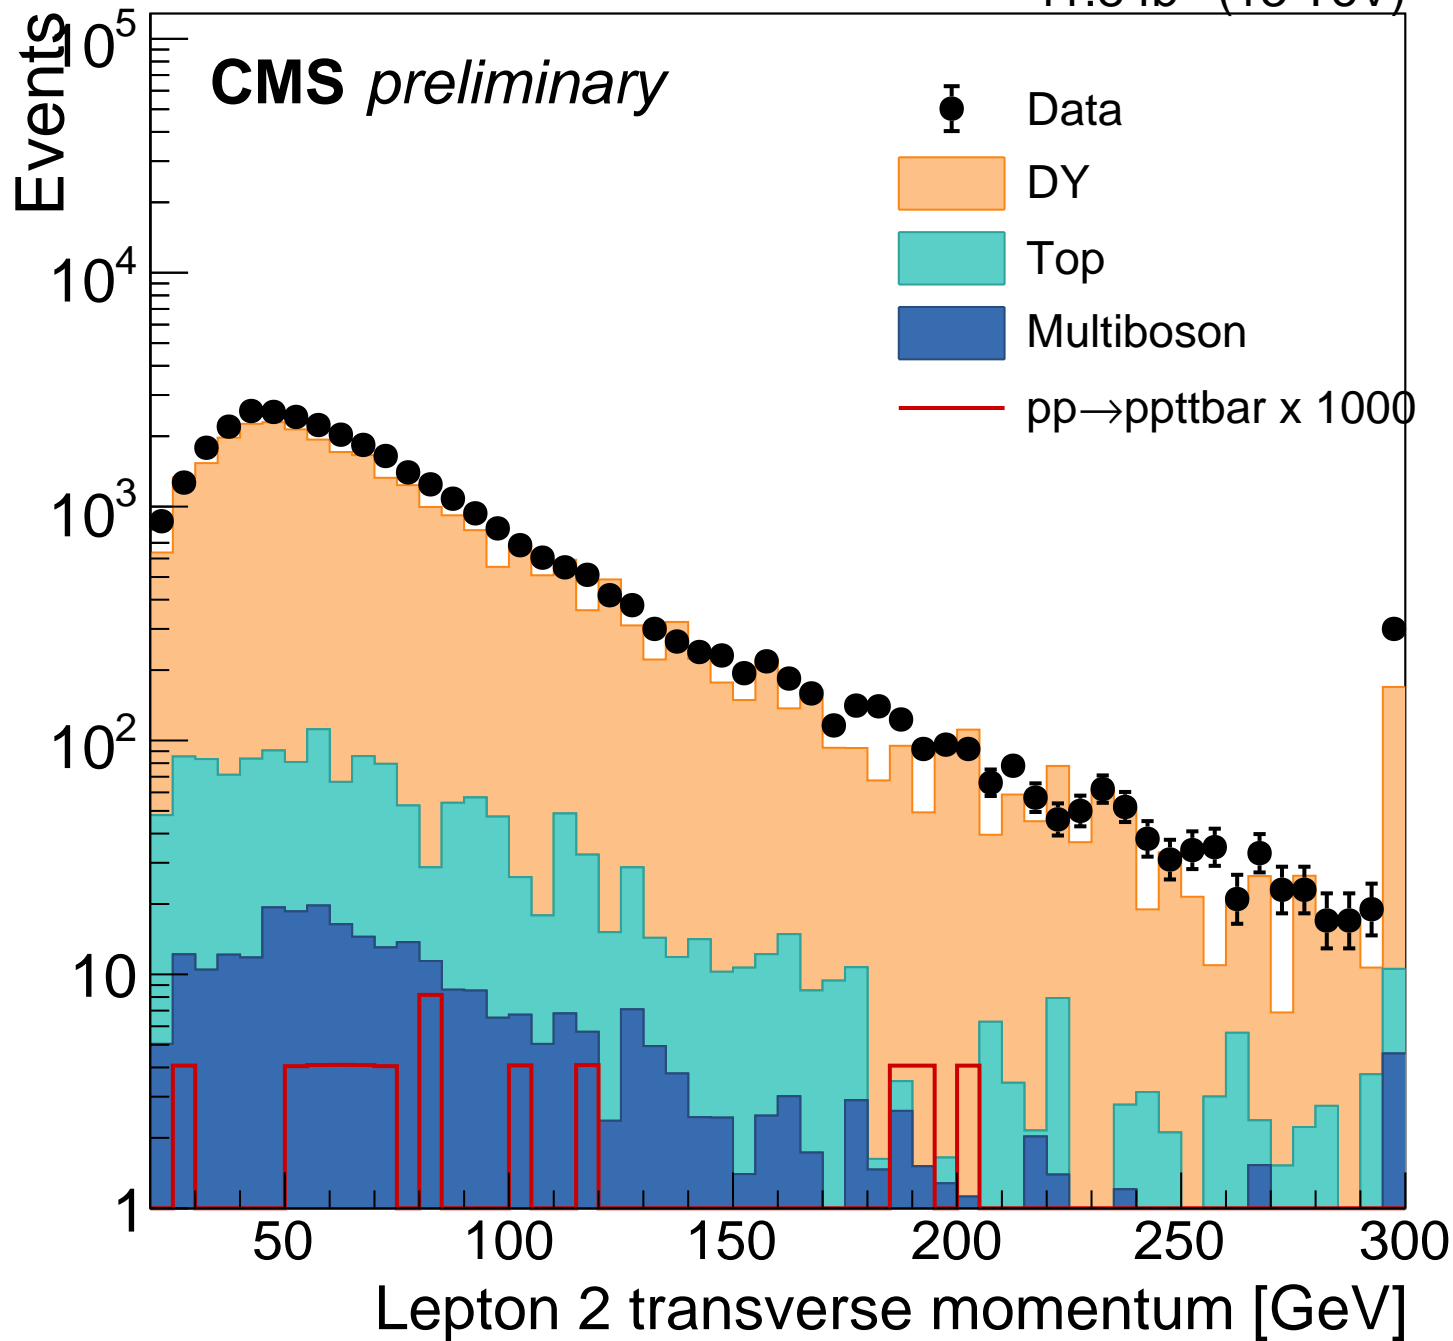 CMS preliminary
Data
DY
Top
Multiboson
pp→ppttbar x 1000
Events
10^5
10^4
10^3
10^2
10
1
50 100 150 200 250 300
Lepton 2 transverse momentum [GeV]